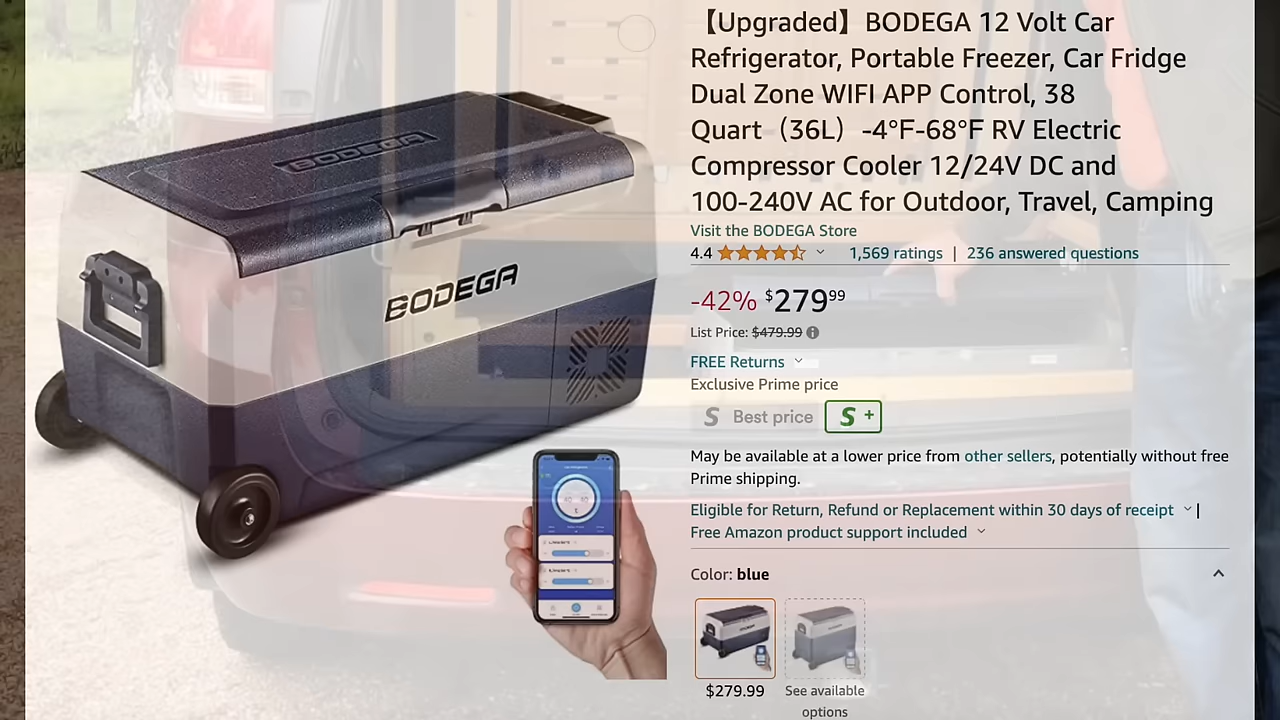 【Upgraded】BODEGA 12 Volt Car
Refrigerator, Portable Freezer, Car Fridge
Dual Zone WIFI APP Control, 38
Quart（36L）-4°F-68°F RV Electric
Compressor Cooler 12/24V DC and
100-240V AC for Outdoor, Travel, Camping
Visit the BODEGA Store
4.4 1,569 ratings | 236 answered questions
-42% $279 99
List Price: $479.99
FREE Returns
Exclusive Prime price
S Best price S +
May be available at a lower price from other sellers, potentially without free
Prime shipping.
Eligible for Return, Refund or Replacement within 30 days of receipt |
Free Amazon product support included
Color: blue
$279.99
See available
options
BODEGA
BODEGA